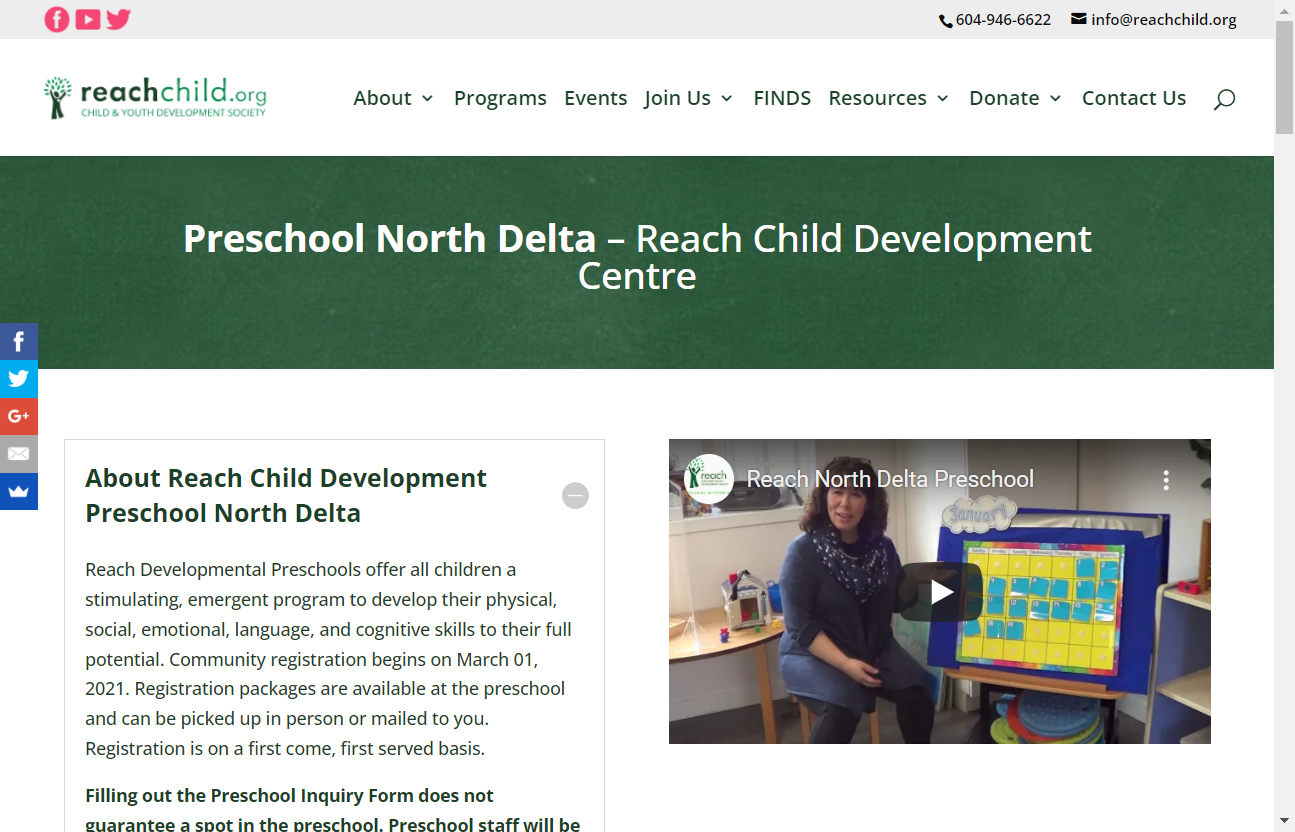 604-946-6622 info@reachchild.org
reachchild.org
CHILD & YOUTH DEVELOPMENT SOCIETY
About Programs Events Join Us FINDS Resources Donate Contact Us
Preschool North Delta – Reach Child Development
Centre
About Reach Child Development
Preschool North Delta
Reach Developmental Preschools offer all children a
stimulating, emergent program to develop their physical,
social, emotional, language, and cognitive skills to their full
potential. Community registration begins on March 01,
2021. Registration packages are available at the preschool
and can be picked up in person or mailed to you.
Registration is on a first come, first served basis.
Filling out the Preschool Inquiry Form does not
guarantee a spot in the preschool. Preschool staff will be
reach
Reach North Delta Preschool
January
G+